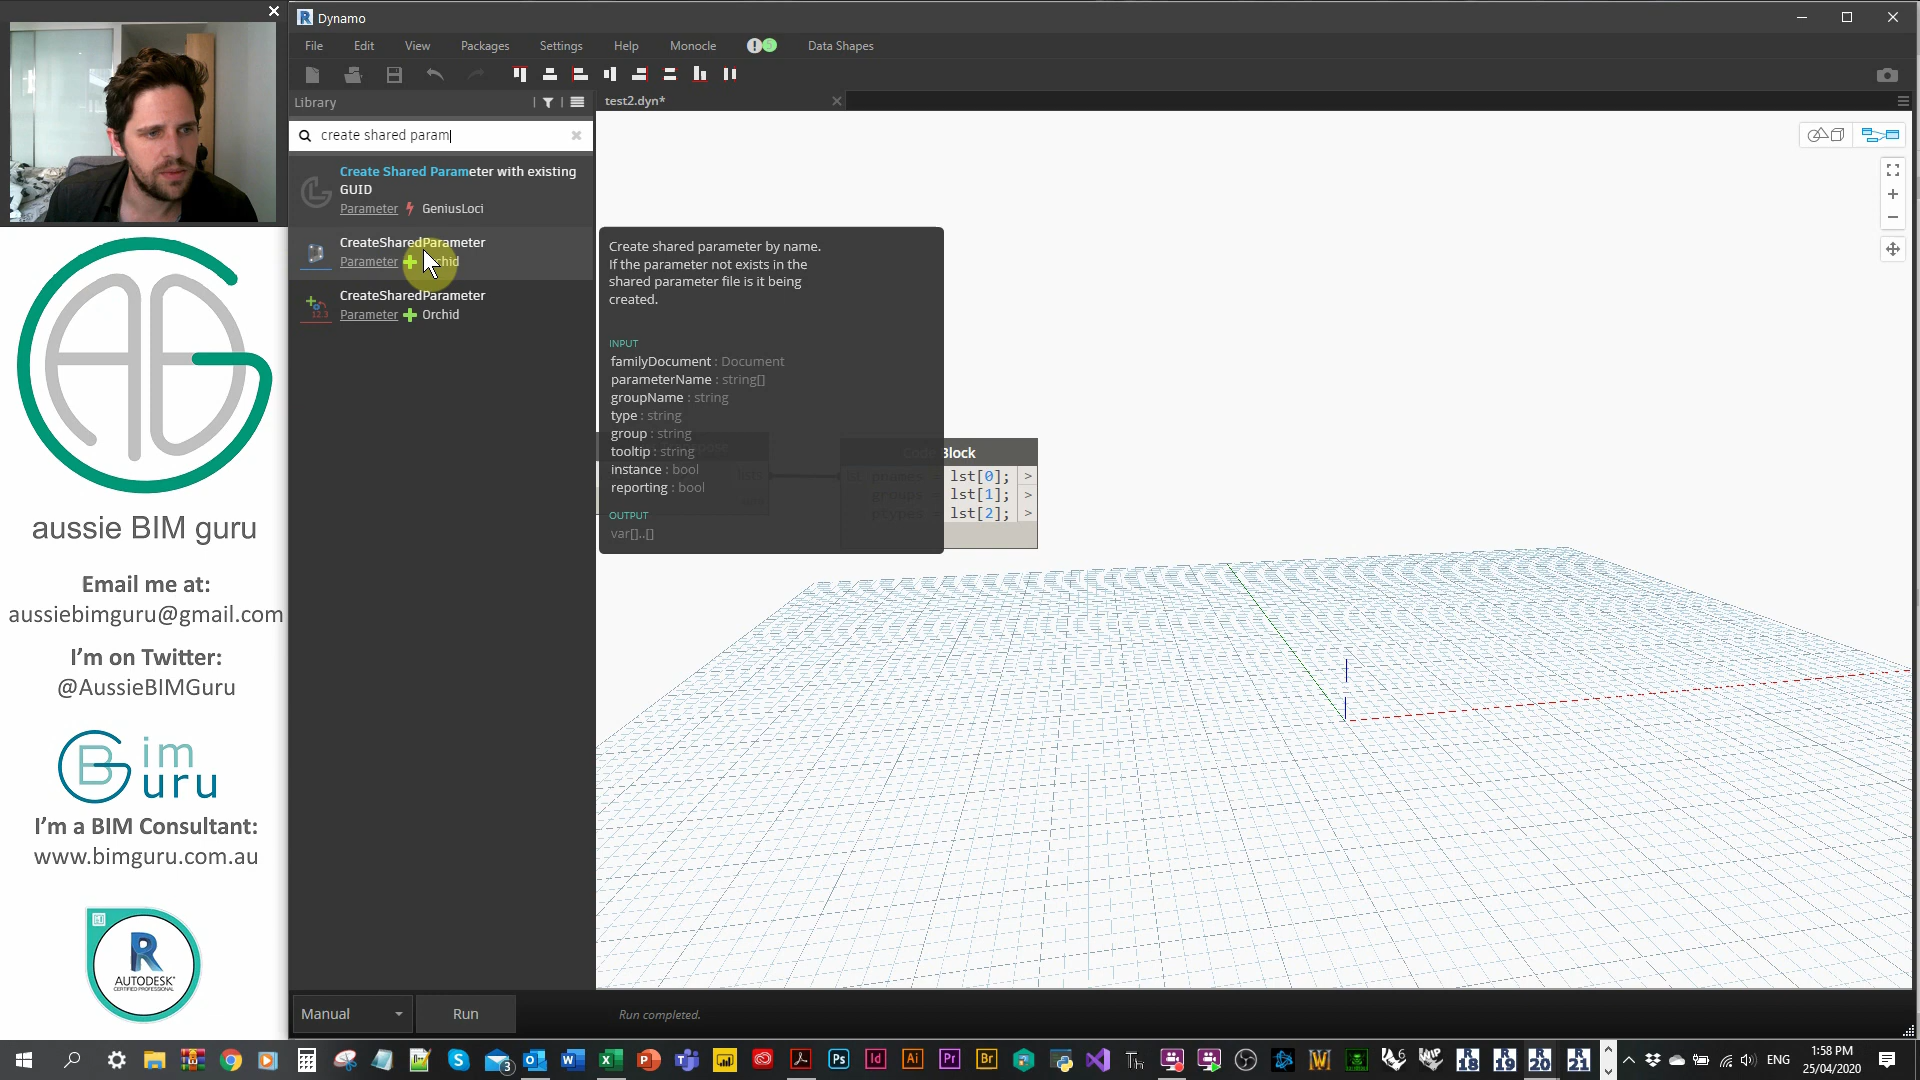 Dynamo
File Edit View Packages Settings Help Monocle Data Shapes
Library
test2.dyn*
create shared param
Create Shared Parameter with existing
GUID
Parameter GeniusLoci
CreateSharedParameter
Parameter
CreateSharedParameter
Parameter Orchid
Create shared parameter by name.
If the parameter not exists in the
shared parameter file is it being
created.
INPUT
familyDocument : Document
parameterName : string[]
groupName : string
type : string
group : string
tooltip : string
instance : bool
reporting : bool
OUTPUT
var[]..[]
Code Block
lst[0]; >
lst[1]; >
lst[2]; >
aussie BIM guru
Email me at:
aussiebimguru@gmail.com
I'm on Twitter:
@AussieBIMGuru
Bim
Guru
I'm a BIM Consultant:
www.bimguru.com.au
R
AUTODESK
CERTIFIED PROFESSIONAL
Manual Run Run completed.
ENG
1:58 PM
25/04/2020